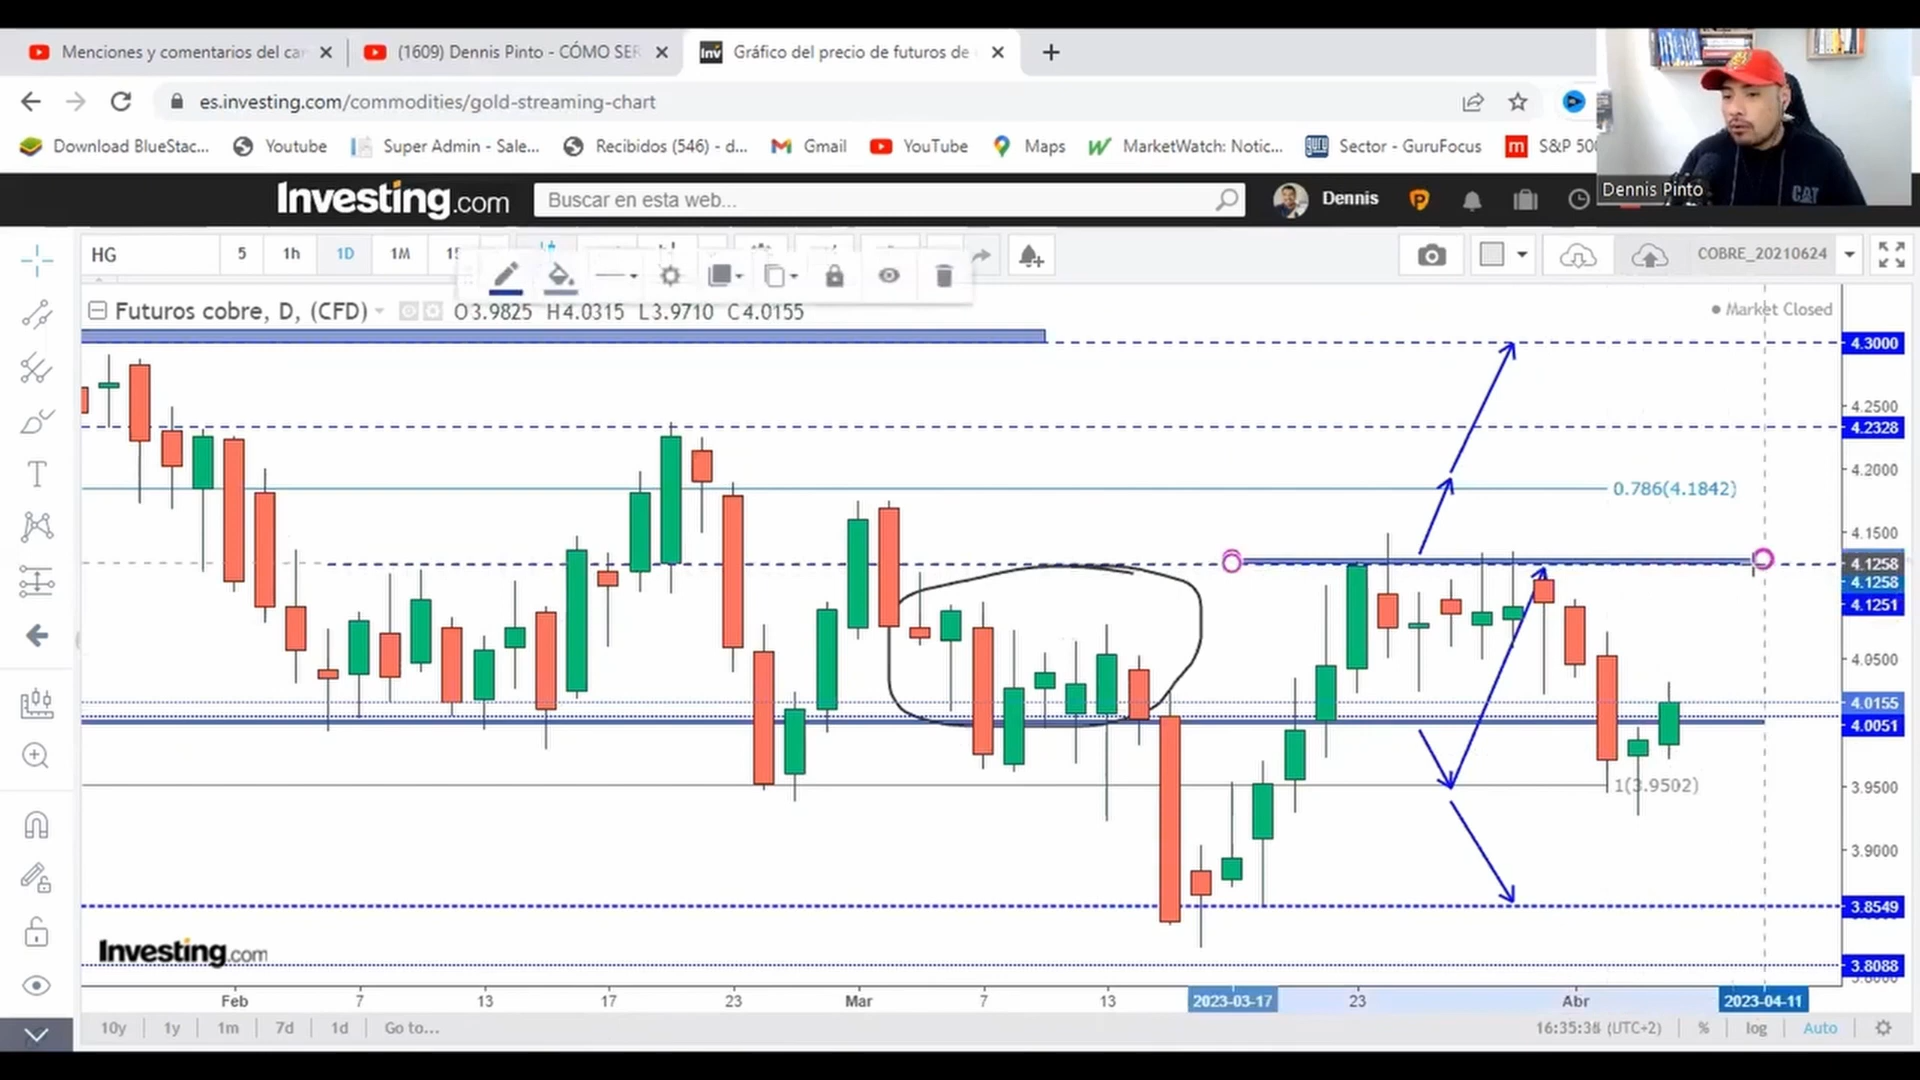 Menciones y comentarios del ca
(1609) Dennis Pinto - CÓMO SER
Inv
Gráfico del precio de futuros de
es.investing.com/commodities/gold-streaming-chart
Download BlueStac...
Youtube
Super Admin - Sale...
Recibidos (546) - d...
Gmail
YouTube
Maps
MarketWatch: Notic...
guru
Sector - GuruFocus
m
S&P 500
CAT
Dennis Pinto
Investing.com
Buscar en esta web...
Dennis
P
HG
5
1h
1D
1M
COBRE_20210624
Futuros cobre, D, (CFD)
O3.9825 H4.0315 L3.9710 C4.0155
Market Closed
4.3000
4.2500
4.2328
4.2000
0.786(4.1842)
4.1500
4.1258
4.1258
4.1251
4.0500
4.0155
4.0051
1(3.9502)
3.9500
3.9000
3.8549
3.8088
Investing.com
Feb
7
13
17
23
Mar
7
13
2023-03-17
23
Abr
2023-04-11
10y
1y
1m
7d
1d
Go to...
(UTC+2)
%
log
Auto